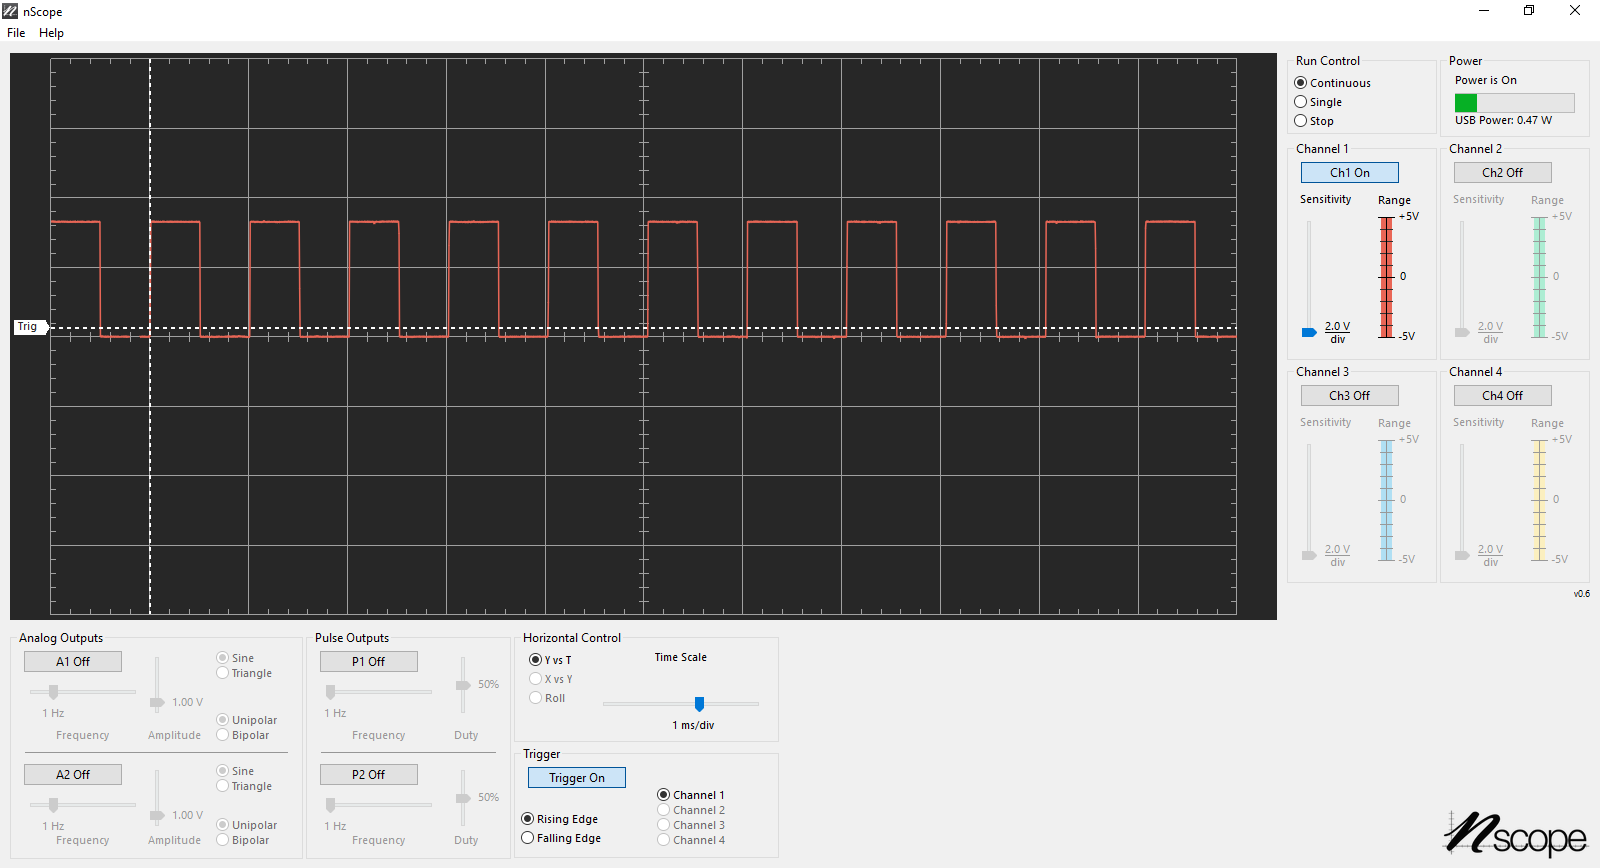 nScope
File Help
Trig
Run Control
Continuous
Single
Stop
Power
Power is On
USB Power: 0.47 W
Channel 1
Ch1 On
Sensitivity Range
+5V
0
-5V
2.0 V
div
Channel 2
Ch2 Off
Sensitivity Range
+5V
0
-5V
2.0 V
div
Channel 3
Ch3 Off
Sensitivity Range
+5V
0
-5V
2.0 V
div
Channel 4
Ch4 Off
Sensitivity Range
+5V
0
-5V
2.0 V
div
v0.6
Analog Outputs
A1 Off
Sine
Triangle
1.00 V
1 Hz
Unipolar
Bipolar
Frequency Amplitude
A2 Off
Sine
Triangle
1.00 V
1 Hz
Unipolar
Bipolar
Frequency Amplitude
Pulse Outputs
P1 Off
50%
1 Hz
Frequency Duty
P2 Off
50%
1 Hz
Frequency Duty
Horizontal Control
Y vs T
X vs Y
Roll
Time Scale
1 ms/div
Trigger
Trigger On
Rising Edge
Falling Edge
Channel 1
Channel 2
Channel 3
Channel 4
nscope